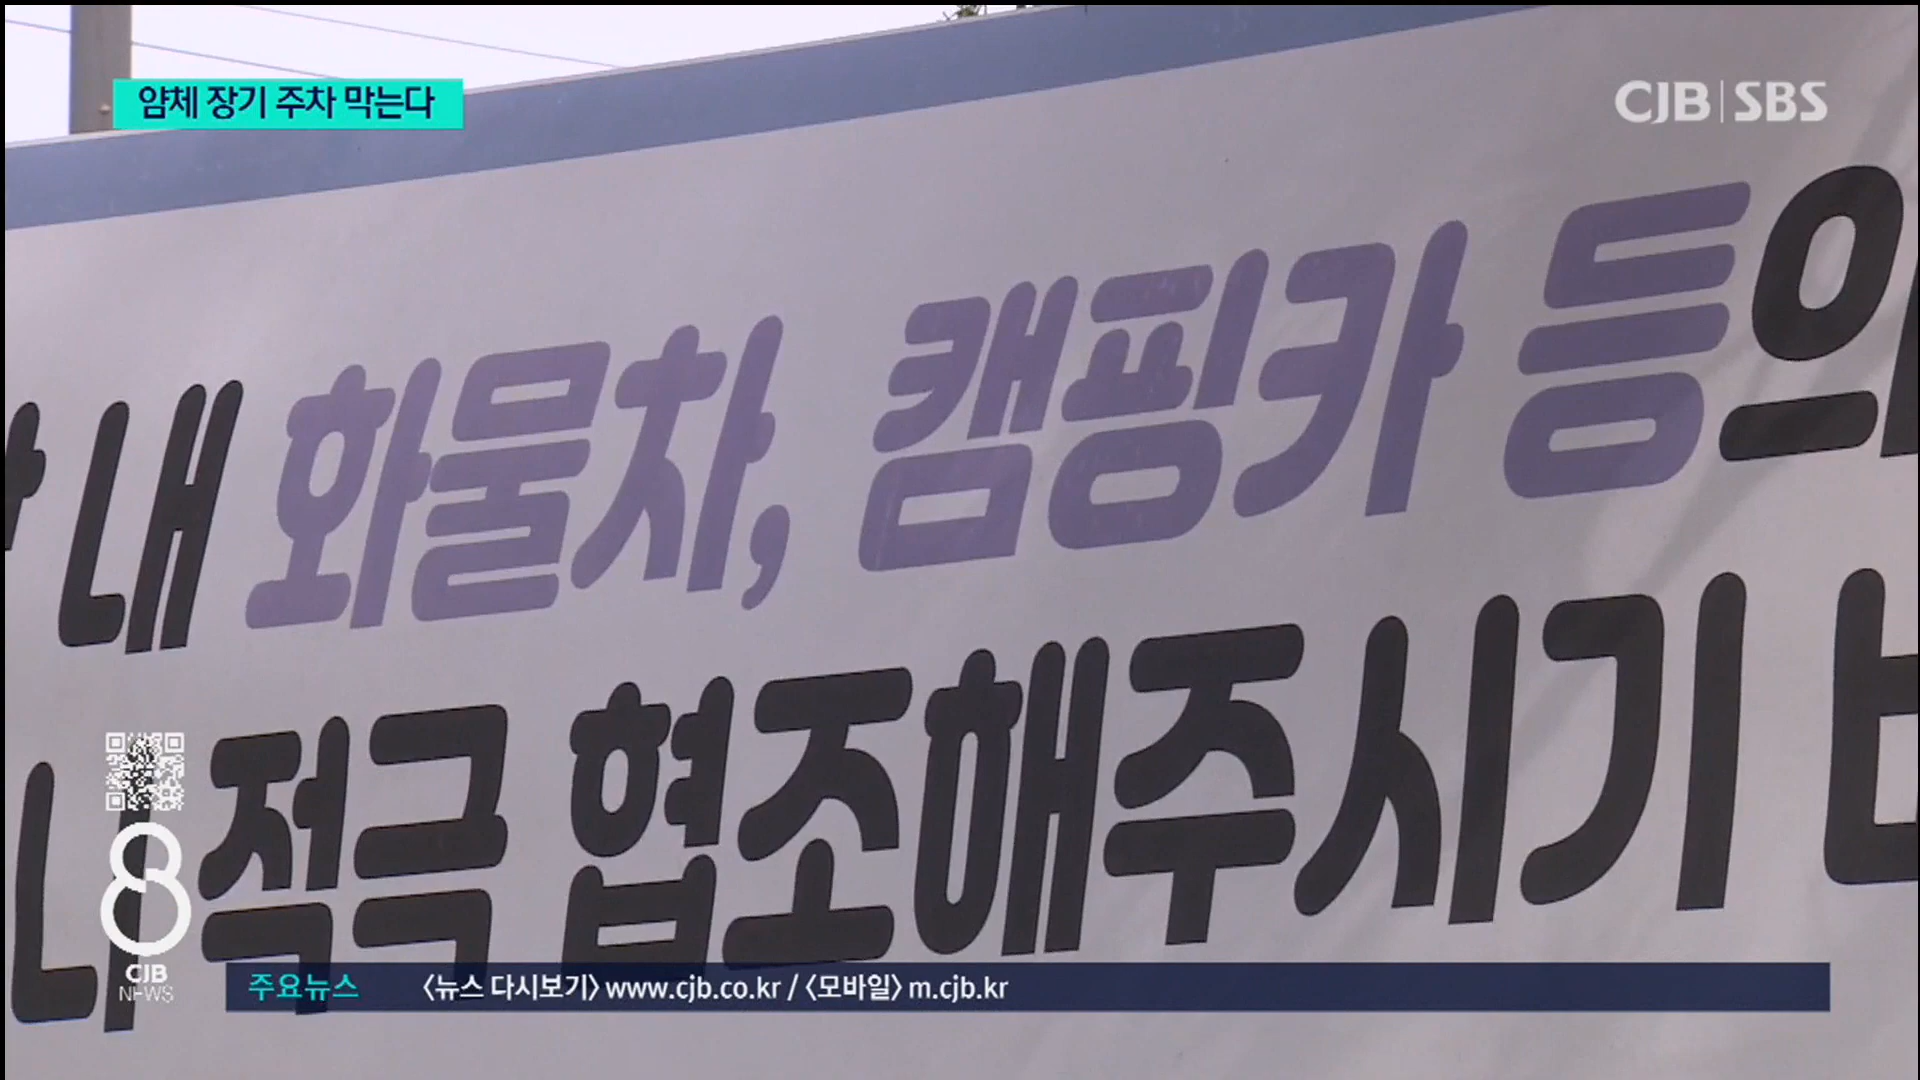 얌체 장기 주차 막는다
CJB SBS
내 화물차, 캠핑카 등의
적극 협조해주시기
8
CJB
NEWS
주요뉴스 〈뉴스 다시보기〉 www.cjb.co.kr / 〈모바일〉 m.cjb.kr